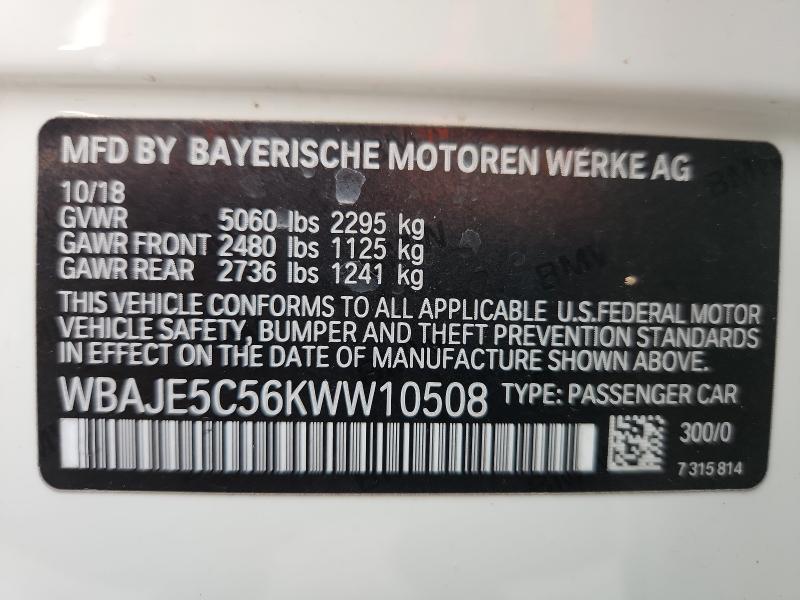 MFD BY BAYERISCHE MOTOREN WERKE AG
10/18
GVWR 5060 lbs 2295 kg
GAWR FRONT 2480 lbs 1125 kg
GAWR REAR 2736 lbs 1241 kg
THIS VEHICLE CONFORMS TO ALL APPLICABLE U.S.FEDERAL MOTOR
VEHICLE SAFETY, BUMPER AND THEFT PREVENTION STANDARDS
IN EFFECT ON THE DATE OF MANUFACTURE SHOWN ABOVE.
WBAJE5C56KWW10508 TYPE: PASSENGER CAR
300/0
7 315 814